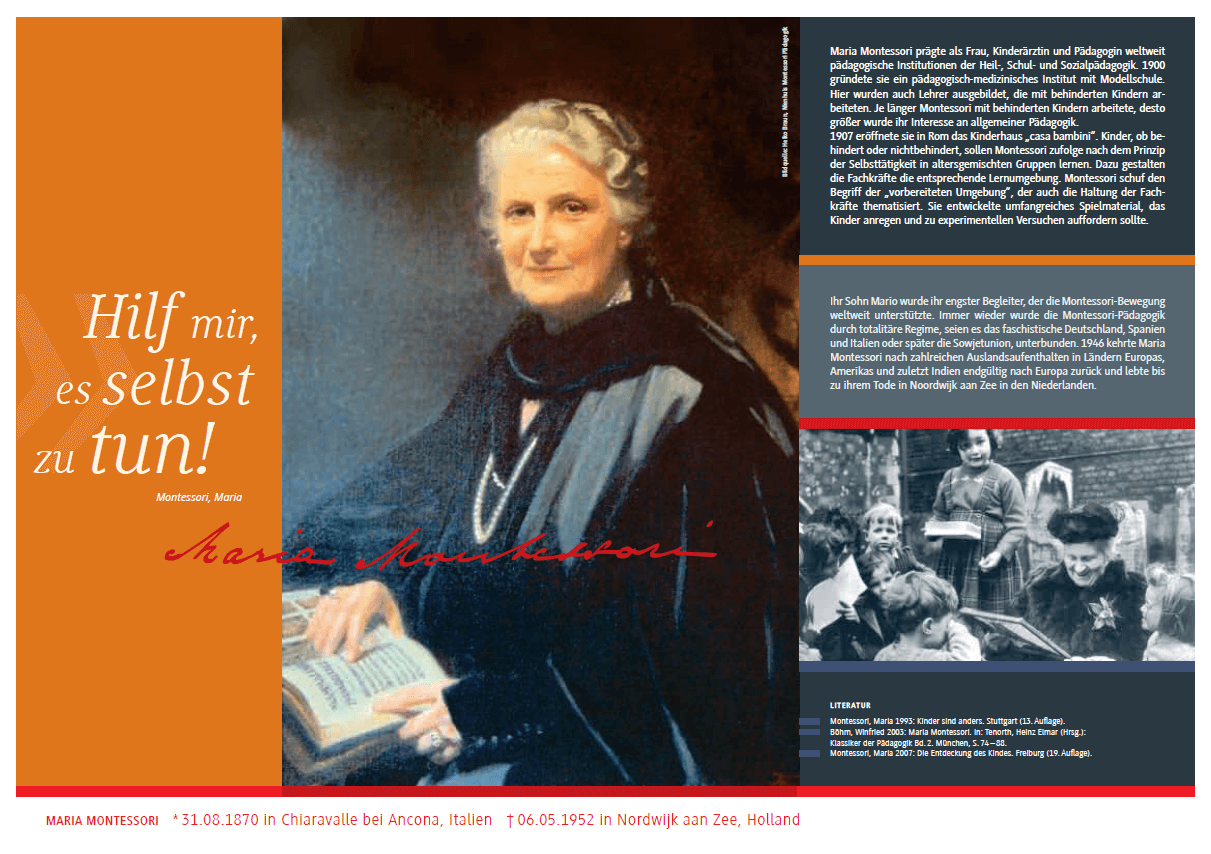 Hilf mir,
es selbst
zu tun!
Montessori, Maria
Maria Montessori
Bildquelle: Heiko Braun, Nienhuis Montessori Pädagogik
Maria Montessori prägte als Frau, Kinderärztin und Pädagogin weltweit
pädagogische Institutionen der Heil-, Schul- und Sozialpädagogik. 1900
gründete sie ein pädagogisch-medizinisches Institut mit Modellschule.
Hier wurden auch Lehrer ausgebildet, die mit behinderten Kindern ar-
beiteten. Je länger Montessori mit behinderten Kindern arbeitete, desto
größer wurde ihr Interesse an allgemeiner Pädagogik.
1907 eröffnete sie in Rom das Kinderhaus „casa bambini“. Kinder, ob be-
hindert oder nichtbehindert, sollen Montessori zufolge nach dem Prinzip
der Selbsttätigkeit in altersgemischten Gruppen lernen. Dazu gestalten
die Fachkräfte die entsprechende Lernumgebung. Montessori schuf den
Begriff der „vorbereiteten Umgebung“, der auch die Haltung der Fach-
kräfte thematisiert. Sie entwickelte umfangreiches Spielmaterial, das
Kinder anregen und zu experimentellen Versuchen auffordern sollte.
Ihr Sohn Mario wurde ihr engster Begleiter, der die Montessori-Bewegung
weltweit unterstützte. Immer wieder wurde die Montessori-Pädagogik
durch totalitäre Regime, seien es das faschistische Deutschland, Spanien
und Italien oder später die Sowjetunion, unterbunden. 1946 kehrte Maria
Montessori nach zahlreichen Auslandsaufenthalten in Ländern Europas,
Amerikas und zuletzt Indien endgültig nach Europa zurück und lebte bis
zu ihrem Tode in Noordwijk aan Zee in den Niederlanden.
LITERATUR
Montessori, Maria 1993: Kinder sind anders. Stuttgart (13. Auflage).
Böhm, Winfried 2003: Maria Montessori. In: Tenorth, Heinz Elmar (Hrsg.):
Klassiker der Pädagogik Bd. 2. München, S. 74–88.
Montessori, Maria 2007: Die Entdeckung des Kindes. Freiburg (19. Auflage).
MARIA MONTESSORI * 31.08.1870 in Chiaravalle bei Ancona, Italien † 06.05.1952 in Nordwijk aan Zee, Holland